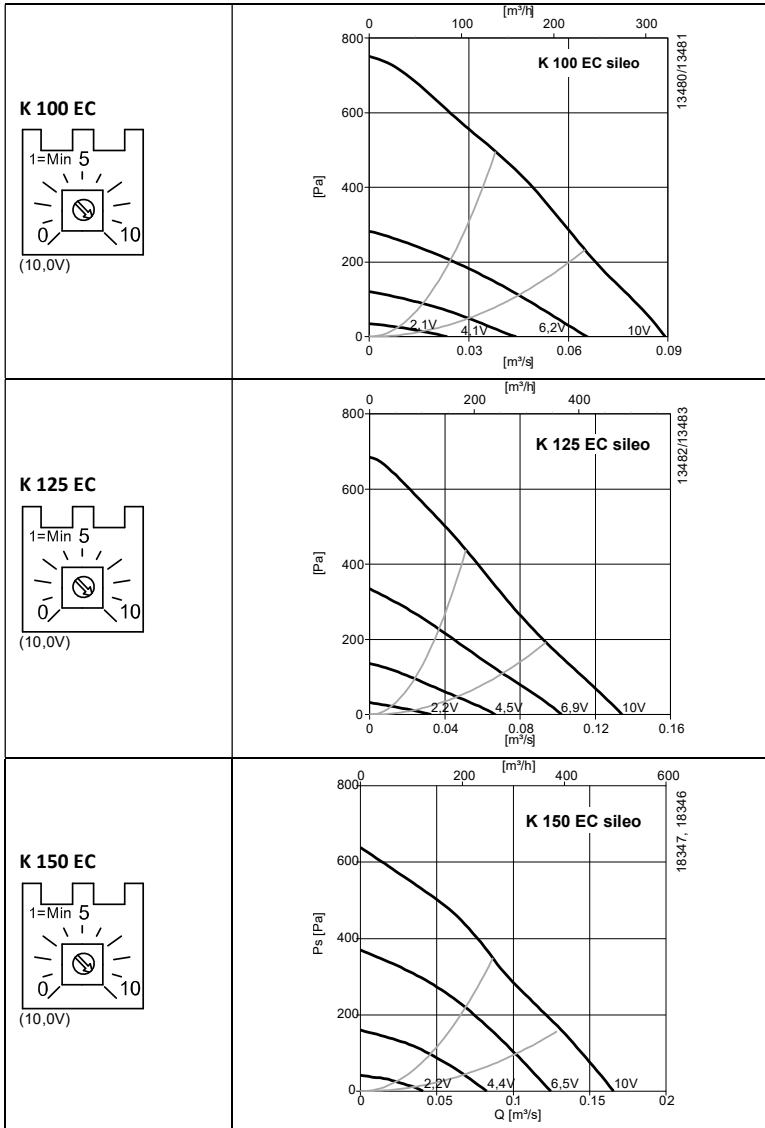 K 100 EC
1=Min 5
0 10
(10,0V)
[m³/h]
0 100 200 300
800
600
400
200
0
[Pa]
K 100 EC sileo
13480/13481
2,1V 4,1V 6,2V 10V
0 0.03 0.06 0.09
[m³/s]
K 125 EC
1=Min 5
0 10
(10,0V)
[m³/h]
0 200 400
800
600
400
200
0
[Pa]
K 125 EC sileo
13482/13483
2,2V 4,5V 6,9V 10V
0 0.04 0.08 0.12 0.16
[m³/s]
K 150 EC
1=Min 5
0 10
(10,0V)
[m³/h]
0 200 400 600
800
600
400
200
0
Ps [Pa]
K 150 EC sileo
18347, 18346
2,2V 4,4V 6,5V 10V
0 0.05 0.1 0.15 02
Q [m³/s]